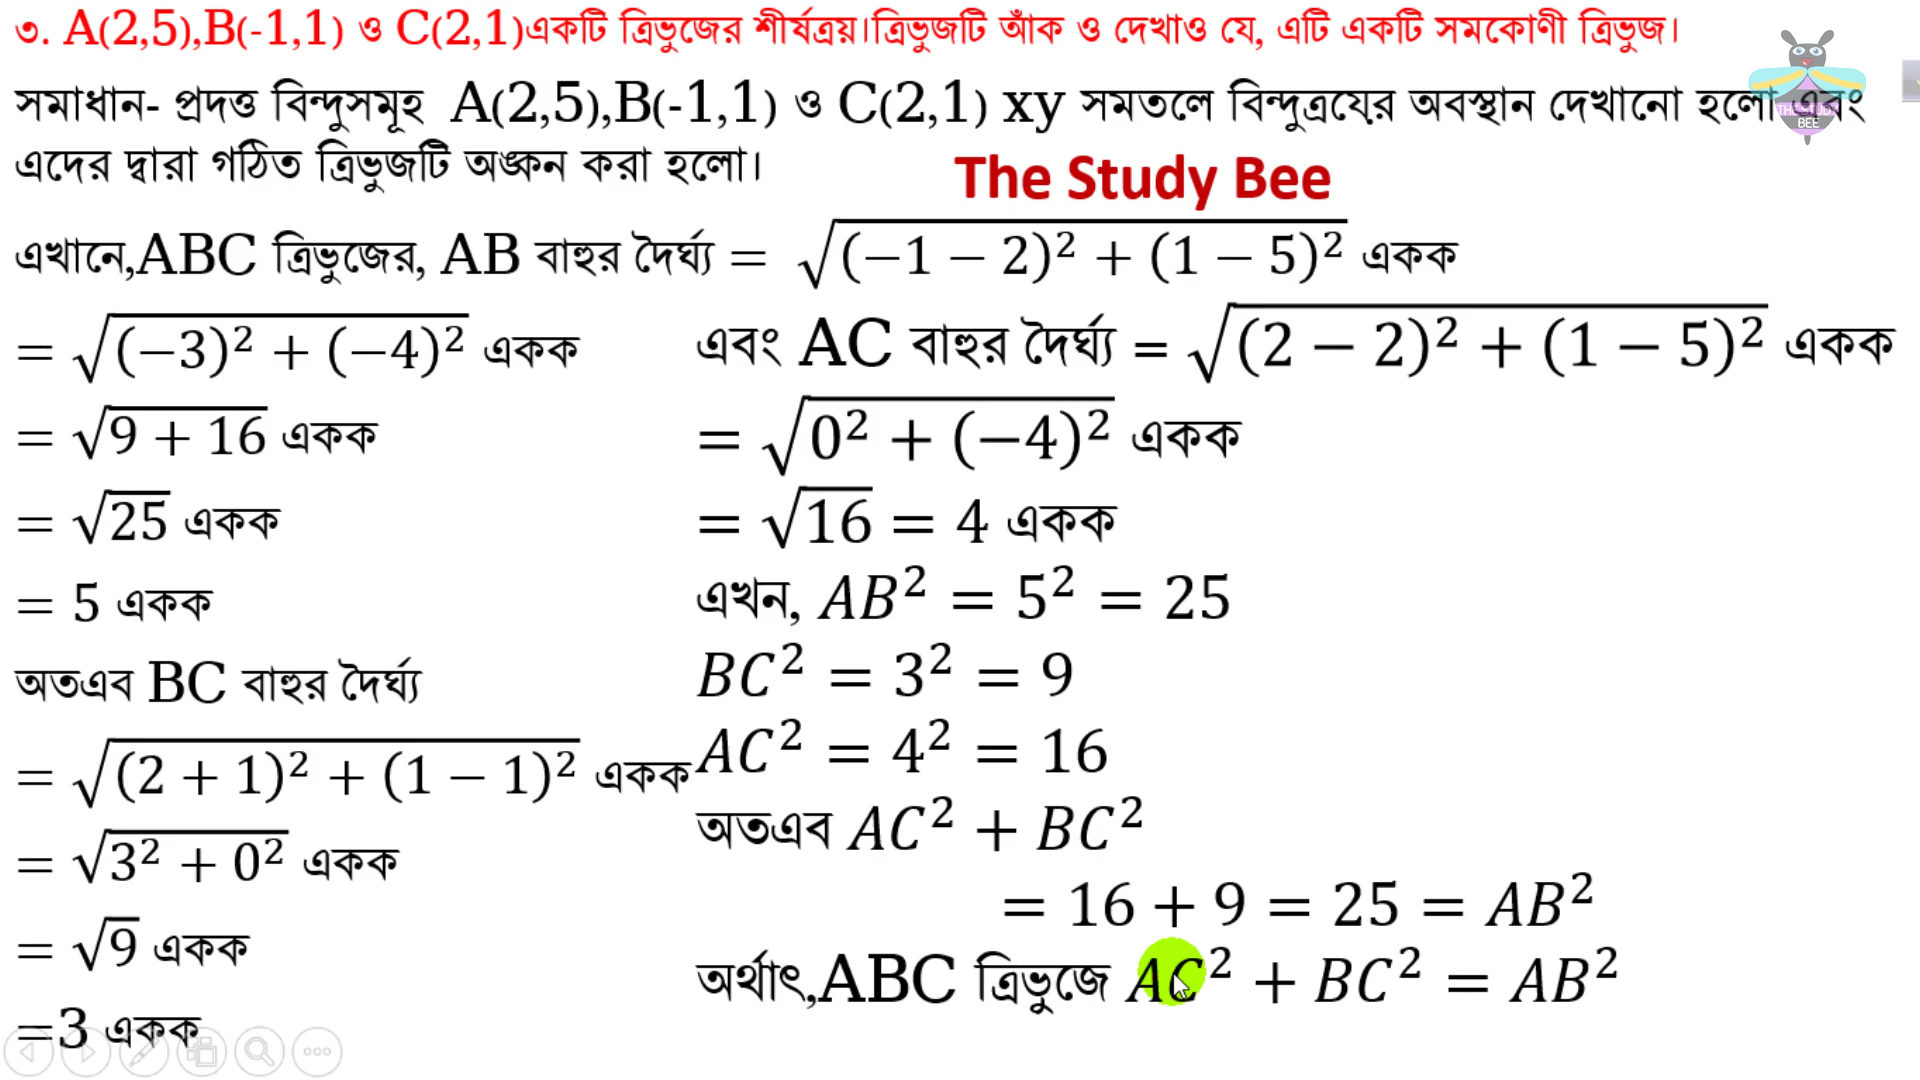 ৩. A(2,5),B(-1,1) ও C(2,1)একটি ত্রিভুজের শীর্ষত্রয়।ত্রিভুজটি আঁক ও দেখাও যে, এটি একটি সমকোণী ত্রিভুজ।
সমাধান- প্রদত্ত বিন্দুসমূহ A(2,5),B(-1,1) ও C(2,1) xy সমতলে বিন্দুত্রয়ের অবস্থান দেখানো হলো এবং
THE STUDY
BEE
এদের দ্বারা গঠিত ত্রিভুজটি অঙ্কন করা হলো।
The Study Bee
এখানে,ABC ত্রিভুজের, AB বাহুর দৈর্ঘ্য = √(−1 − 2)² + (1 − 5)² একক
= √(−3)² + (−4)² একক
= √9 + 16 একক
= √25 একক
= 5 একক
অতএব BC বাহুর দৈর্ঘ্য
= √(2 + 1)² + (1 − 1)² একক
= √3² + 0² একক
= √9 একক
=3 একক
এবং AC বাহুর দৈর্ঘ্য = √(2 − 2)² + (1 − 5)² একক
= √0² + (−4)² একক
= √16 = 4 একক
এখন, AB² = 5² = 25
BC² = 3² = 9
AC² = 4² = 16
অতএব AC² + BC²
= 16 + 9 = 25 = AB²
অর্থাৎ,ABC ত্রিভুজে AC² + BC² = AB²